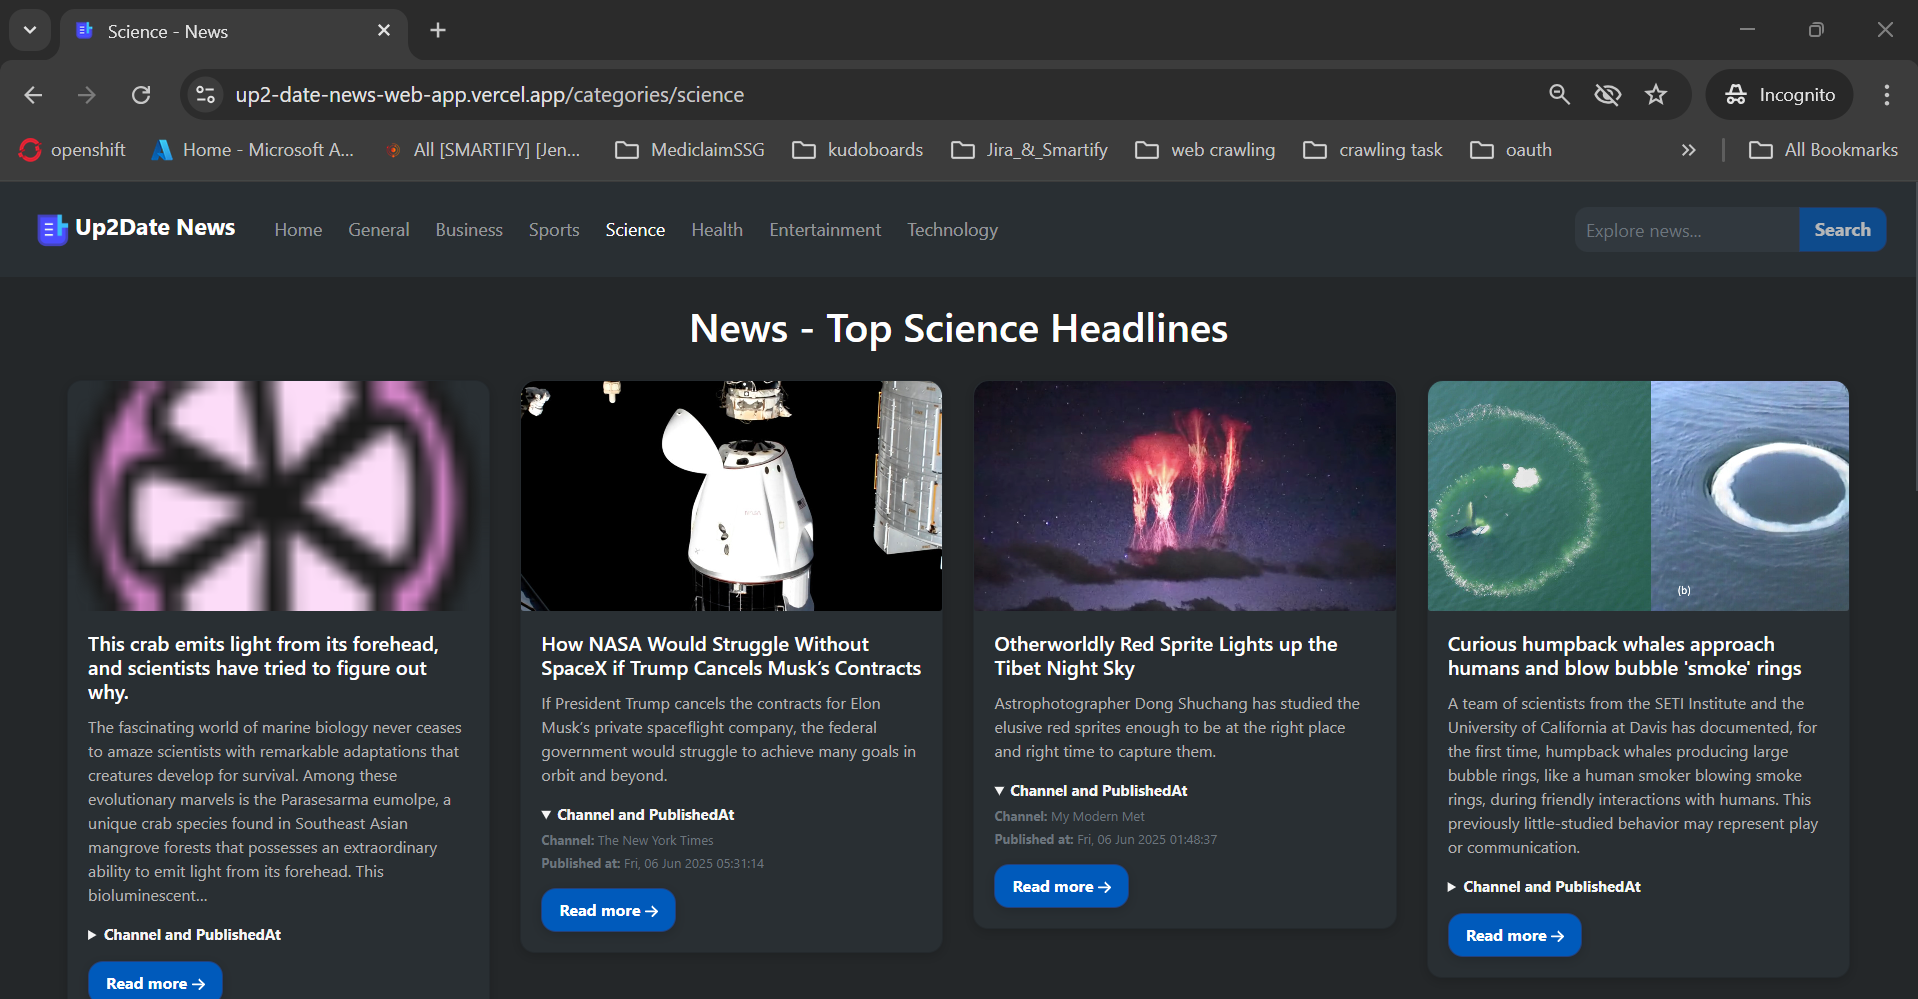 Science - News
up2-date-news-web-app.vercel.app/categories/science
Incognito
openshift
Home - Microsoft A...
All [SMARTIFY] [Jen...
MediclaimSSG
kudoboards
Jira_&_Smartify
web crawling
crawling task
oauth
All Bookmarks
Up2Date News
Home
General
Business
Sports
Science
Health
Entertainment
Technology
Explore news...
Search
News - Top Science Headlines
This crab emits light from its forehead,
and scientists have tried to figure out
why.
The fascinating world of marine biology never ceases
to amaze scientists with remarkable adaptations that
creatures develop for survival. Among these
evolutionary marvels is the Parasesarma eumolpe, a
unique crab species found in Southeast Asian
mangrove forests that possesses an extraordinary
ability to emit light from its forehead. This
bioluminescent...
Channel and PublishedAt
Read more →
How NASA Would Struggle Without
SpaceX if Trump Cancels Musk’s Contracts
If President Trump cancels the contracts for Elon
Musk’s private spaceflight company, the federal
government would struggle to achieve many goals in
orbit and beyond.
Channel and PublishedAt
Channel: The New York Times
Published at: Fri, 06 Jun 2025 05:31:14
Read more →
Otherworldly Red Sprite Lights up the
Tibet Night Sky
Astrophotographer Dong Shuchang has studied the
elusive red sprites enough to be at the right place
and right time to capture them.
Channel and PublishedAt
Channel: My Modern Met
Published at: Fri, 06 Jun 2025 01:48:37
Read more →
(b)
Curious humpback whales approach
humans and blow bubble 'smoke' rings
A team of scientists from the SETI Institute and the
University of California at Davis has documented, for
the first time, humpback whales producing large
bubble rings, like a human smoker blowing smoke
rings, during friendly interactions with humans. This
previously little-studied behavior may represent play
or communication.
Channel and PublishedAt
Read more →